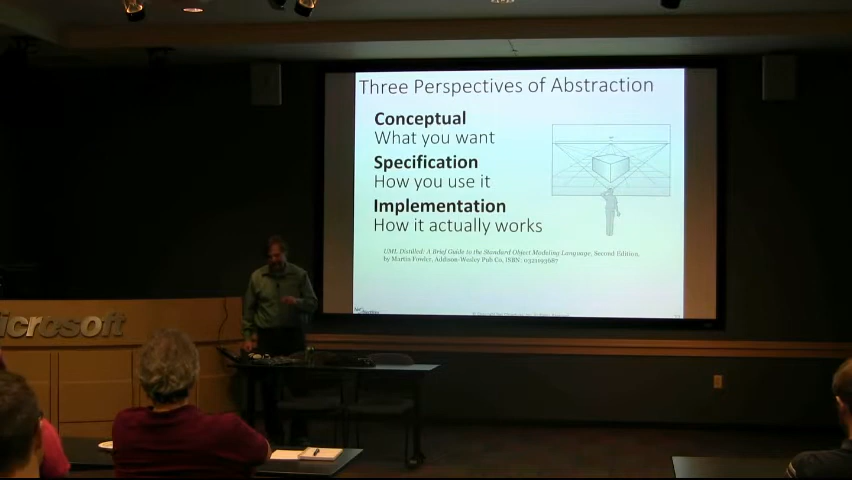 Three Perspectives of Abstraction
Conceptual
What you want
Specification
How you use it
Implementation
How it actually works
UML Distilled: A Brief Guide to the Standard Object Modeling Language, Second Edition,
by Martin Fowler, Addison-Wesley Pub Co, ISBN:
icrosoft